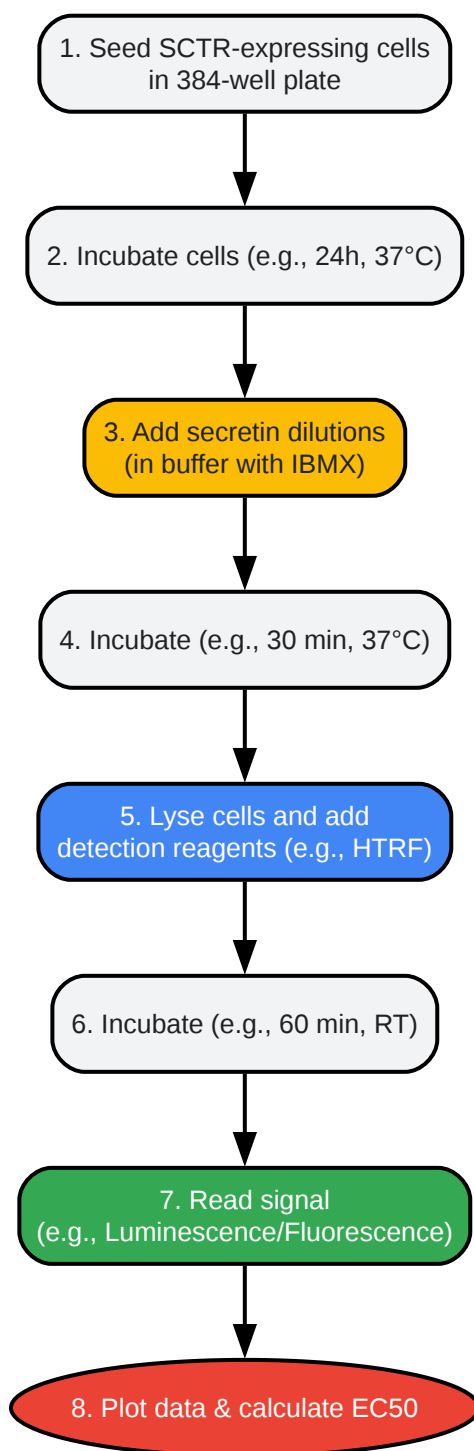 1. Seed SCTR-expressing cells
in 384-well plate
2. Incubate cells (e.g., 24h, 37°C)
3. Add secretin dilutions
(in buffer with IBMX)
4. Incubate (e.g., 30 min, 37°C)
5. Lyse cells and add
detection reagents (e.g., HTRF)
6. Incubate (e.g., 60 min, RT)
7. Read signal
(e.g., Luminescence/Fluorescence)
8. Plot data & calculate EC50